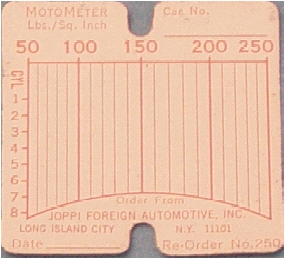 MOTOMETER Car No.
Lbs./Sq. Inch
50 100 150 200 250
CYL
1
2
3
4
5
6
7
8
Order From
JOPPI FOREIGN AUTOMOTIVE, INC.
LONG ISLAND CITY N.Y. 11101
Date Re-Order No.250